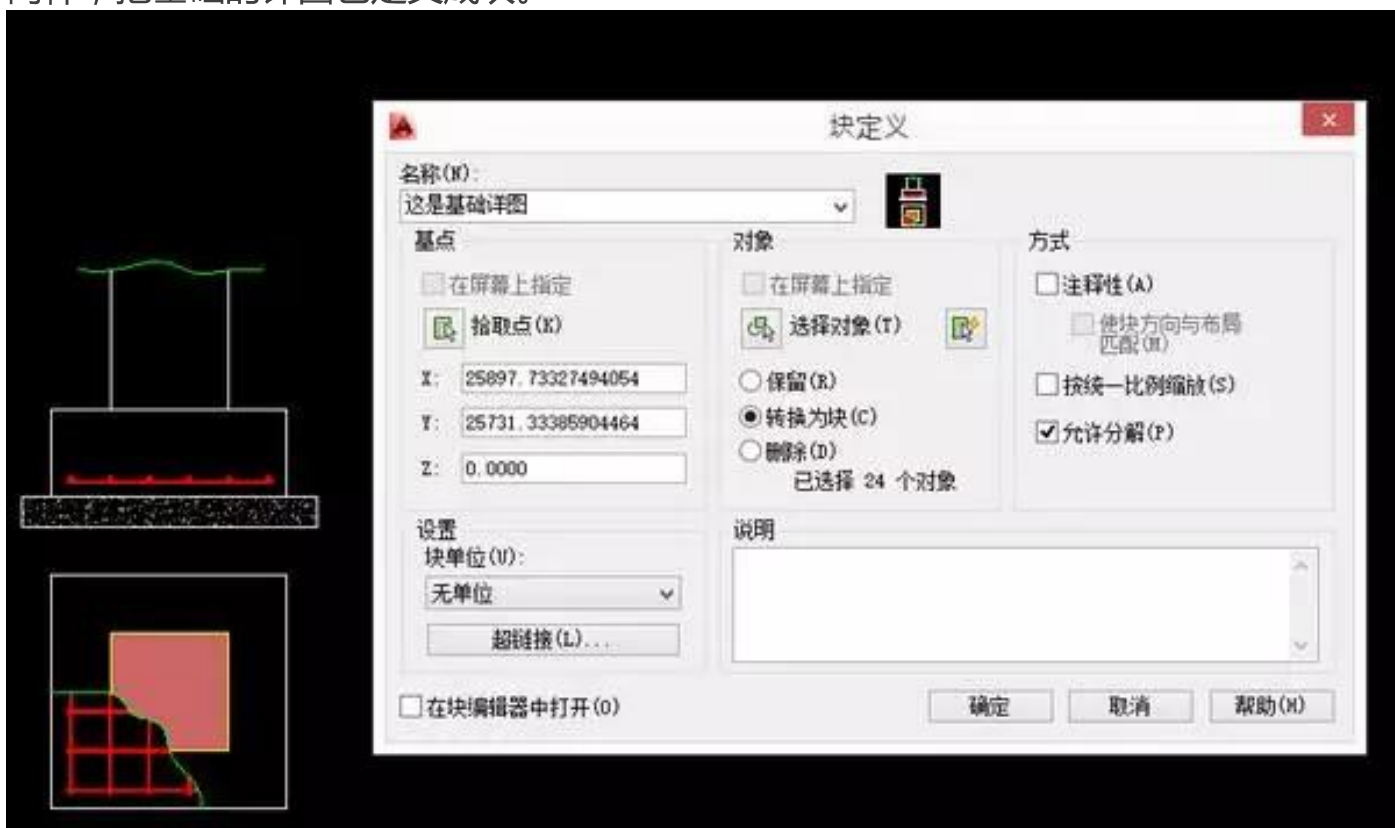 块定义
名称(N):
这是基础详图
基点
在屏幕上指定
拾取点(K)
X: 25897.73327494054
Y: 25731.33385904464
Z: 0.0000
对象
在屏幕上指定
选择对象(T)
保留(R)
转换为块(C)
删除(D)
已选择 24 个对象
方式
注释性(A)
使块方向与布局
匹配(M)
按统一比例缩放(S)
允许分解(P)
设置
块单位(U):
无单位
超链接(L)...
说明
在块编辑器中打开(O)
确定
取消
帮助(H)